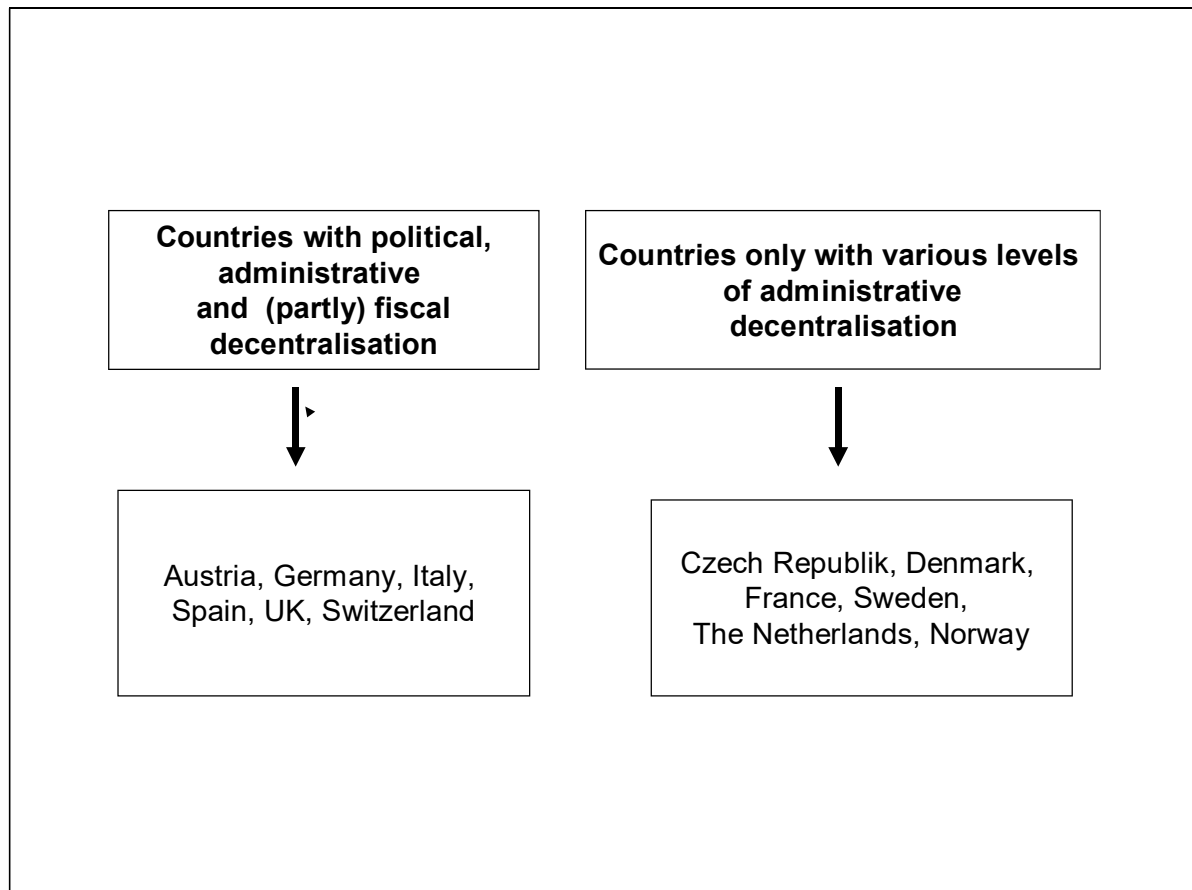 Countries with political,
administrative
and (partly) fiscal
decentralisation
Countries only with various levels
of administrative
decentralisation
Austria, Germany, Italy,
Spain, UK, Switzerland
Czech Republik, Denmark,
France, Sweden,
The Netherlands, Norway